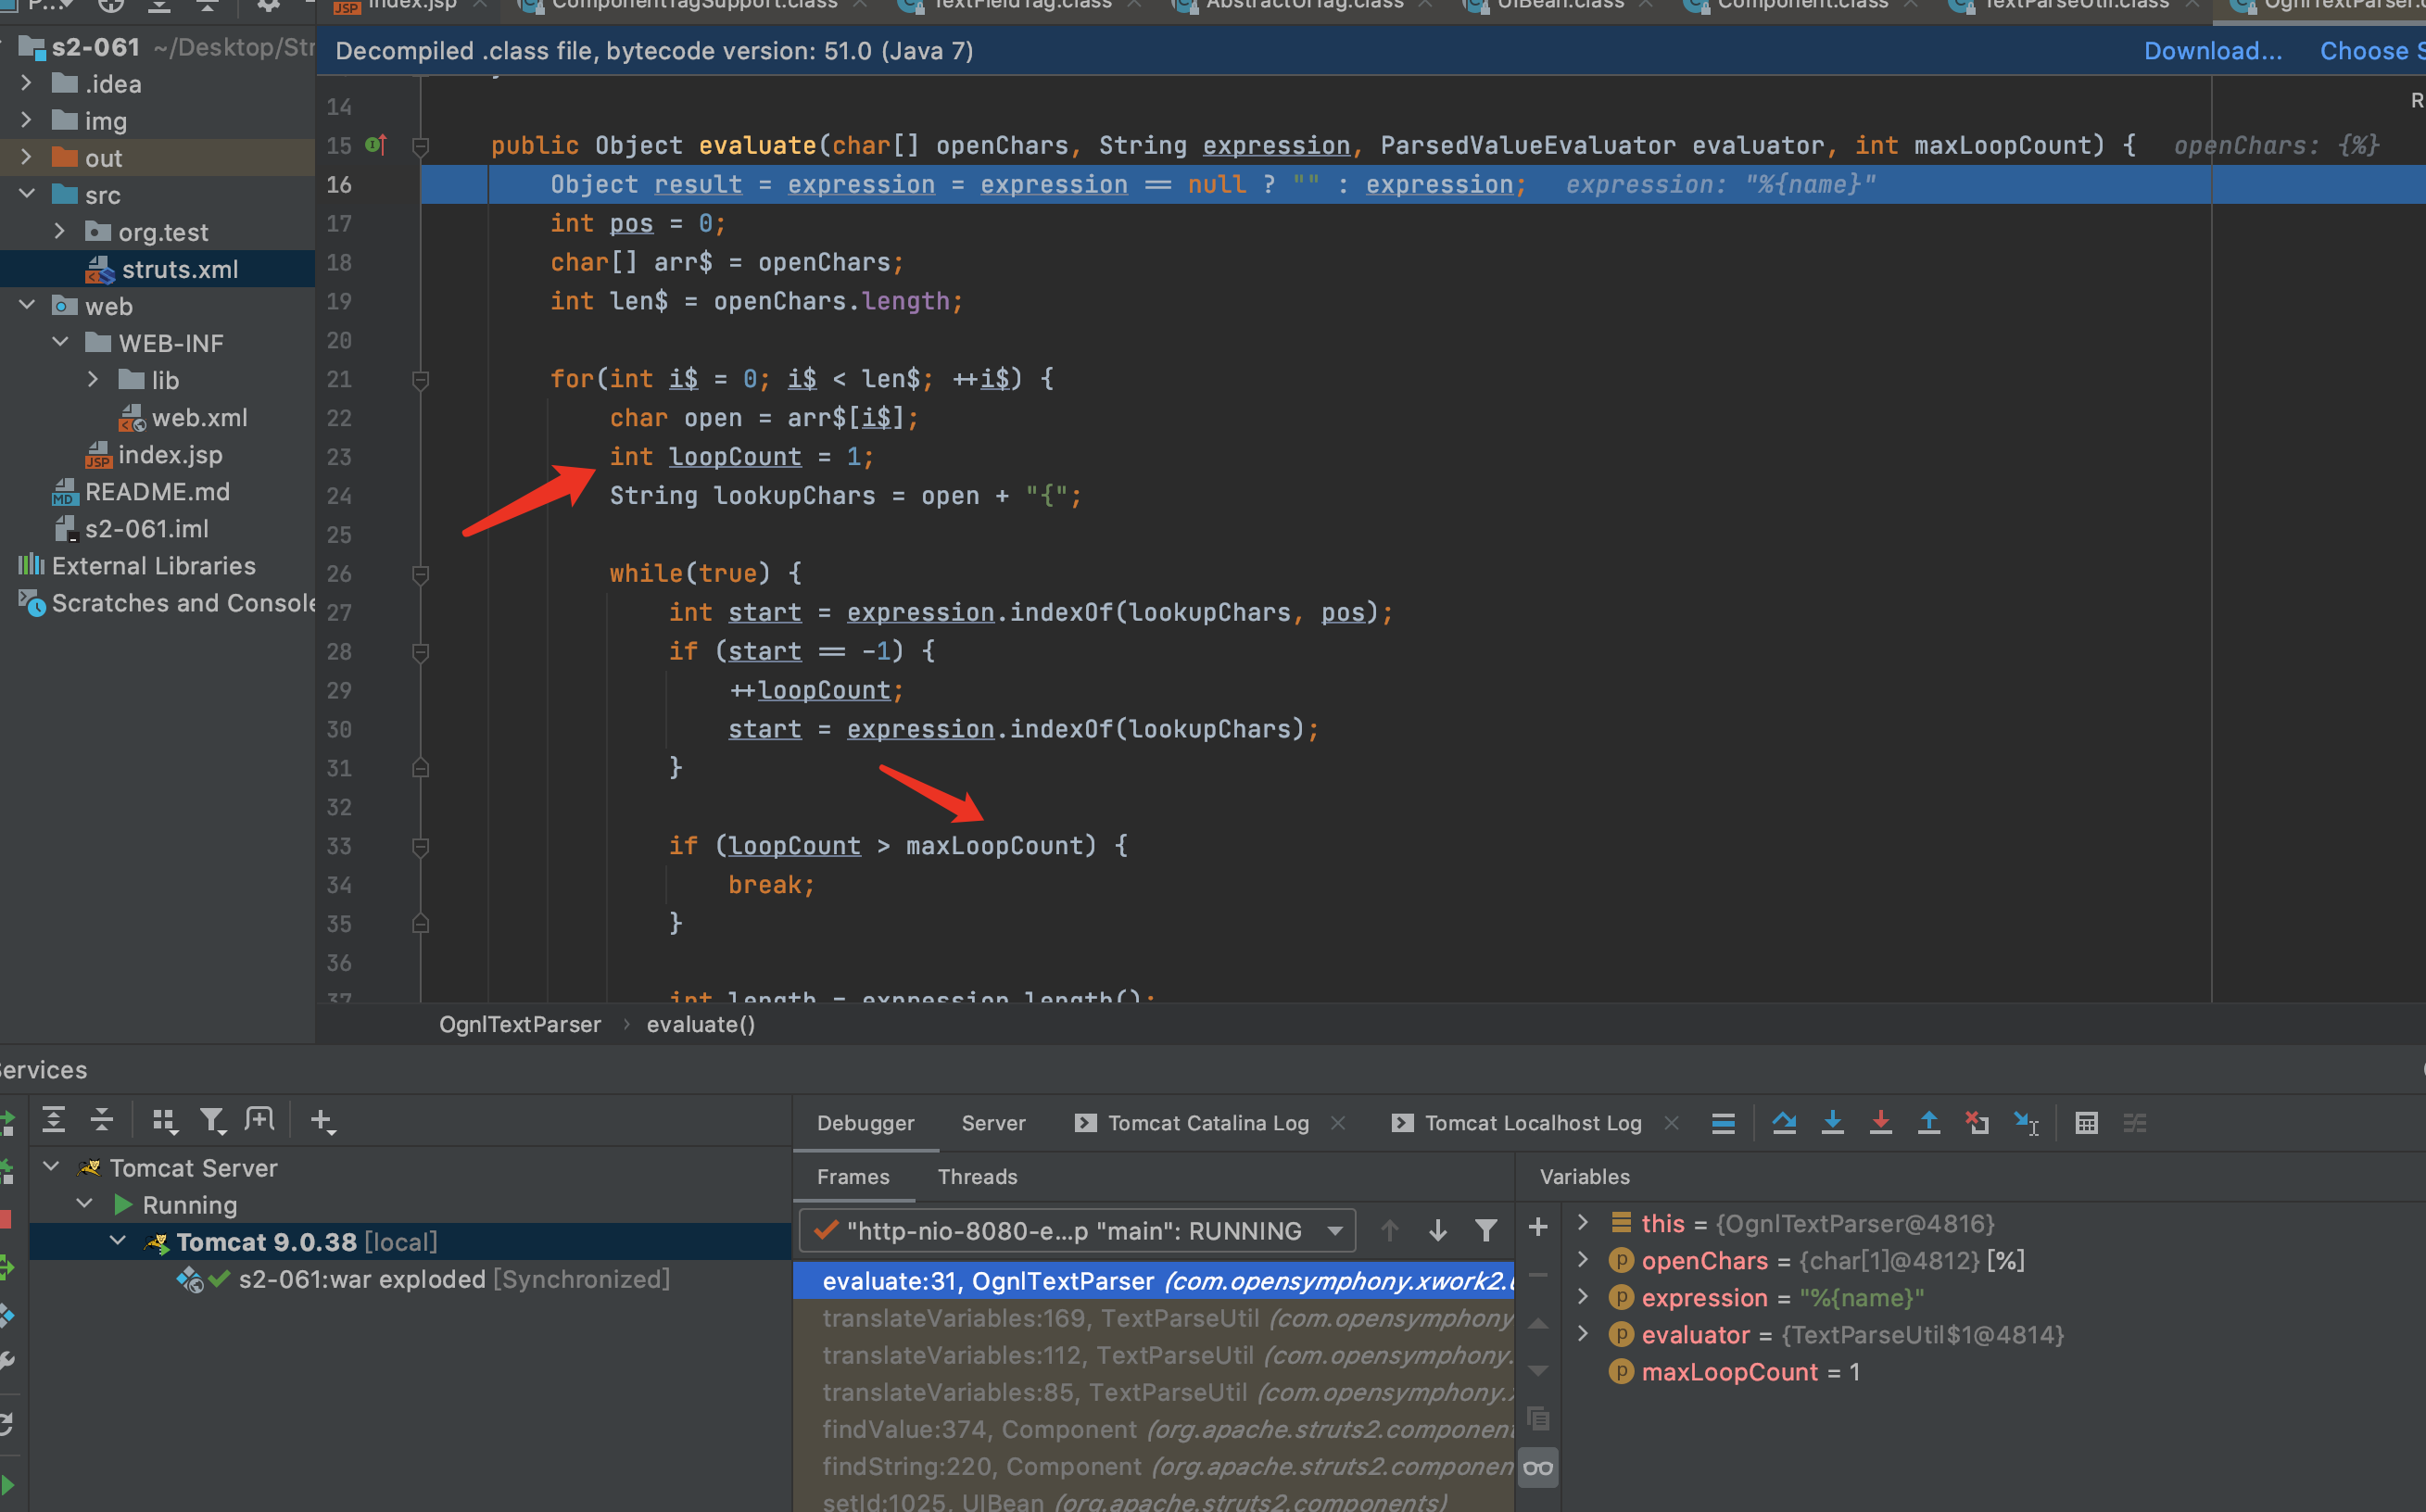 index.jsp
ComponentTagSupport.class
TextFieldTag.class
AbstractUITag.class
UIBean.class
Component.class
TextParseUtil.class
s2-061 ~/Desktop/Str
Decompiled .class file, bytecode version: 51.0 (Java 7)
Download...
Choose S
.idea
img
out
src
org.test
struts.xml
web
WEB-INF
lib
web.xml
index.jsp
README.md
s2-061.iml
External Libraries
Scratches and Console
R
14
15 public Object evaluate(char[] openChars, String expression, ParsedValueEvaluator evaluator, int maxLoopCount) { openChars: {%}
16 Object result = expression = expression == null ? "" : expression; expression: "%{name}"
17 int pos = 0;
18 char[] arr$ = openChars;
19 int len$ = openChars.length;
20
21 for(int i$ = 0; i$ < len$; ++i$) {
22 char open = arr$[i$];
23 int loopCount = 1;
24 String lookupChars = open + "{";
25
26 while(true) {
27 int start = expression.indexOf(lookupChars, pos);
28 if (start == -1) {
29 ++loopCount;
30 start = expression.indexOf(lookupChars);
31 }
32
33 if (loopCount > maxLoopCount) {
34 break;
35 }
36
37 int length = expression.length();
OgnlTextParser › evaluate()
Services
Tomcat Server
Running
Tomcat 9.0.38 [local]
s2-061:war exploded [Synchronized]
Debugger
Server
Tomcat Catalina Log
Tomcat Localhost Log
Frames
Threads
"http-nio-8080-e...p "main": RUNNING
evaluate:31, OgnlTextParser (com.opensymphony.xwork2.u
translateVariables:169, TextParseUtil (com.opensymphony
translateVariables:112, TextParseUtil (com.opensymphony.
translateVariables:85, TextParseUtil (com.opensymphony.x
findValue:374, Component (org.apache.struts2.component
findString:220, Component (org.apache.struts2.componen
setId:1025, UIBean (org.apache.struts2.components)
Variables
this = {OgnlTextParser@4816}
openChars = {char[1]@4812} [%]
expression = "%{name}"
evaluator = {TextParseUtil$1@4814}
maxLoopCount = 1